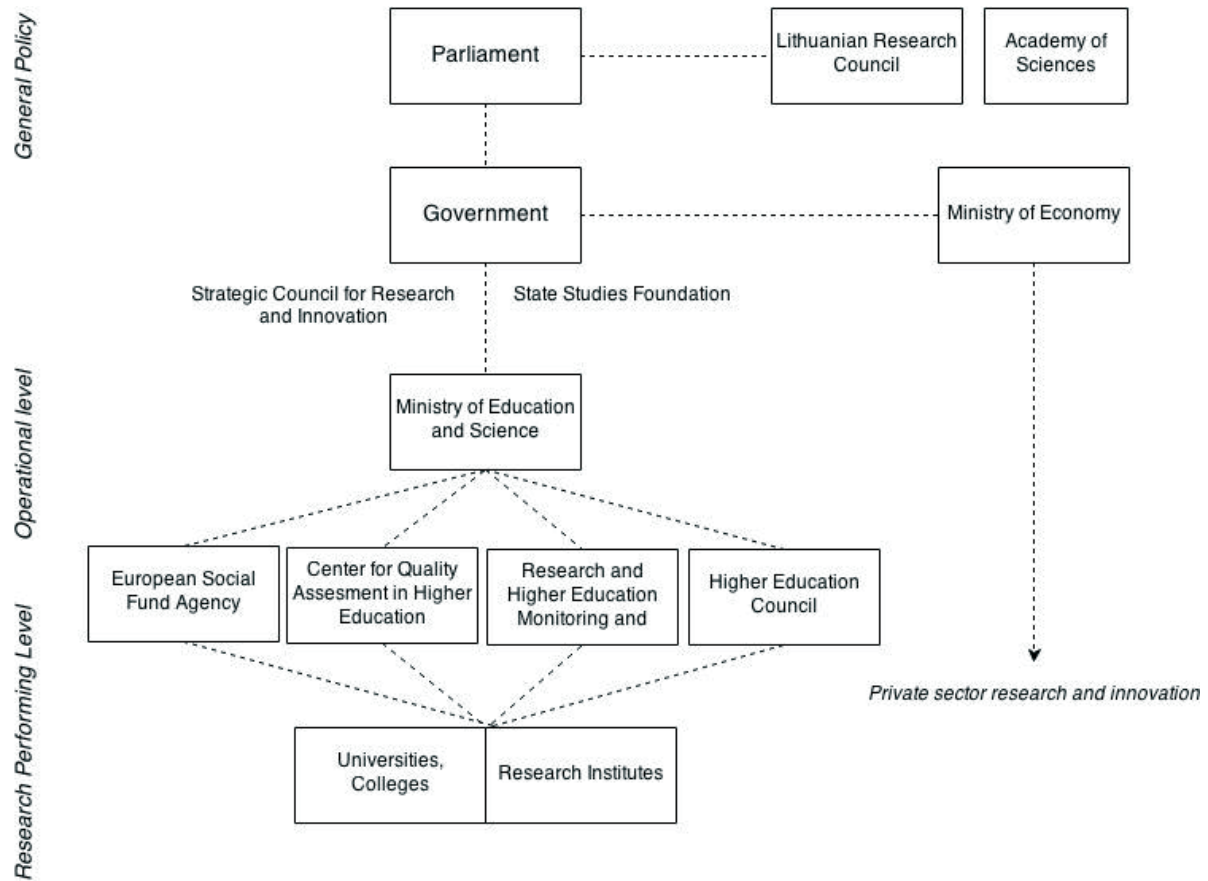 General Policy
Parliament
Lithuanian Research
Council
Academy of
Sciences
Government
Ministry of Economy
Strategic Council for Research
and Innovation
State Studies Foundation
Operational level
Ministry of Education
and Science
European Social
Fund Agency
Center for Quality
Assesment in Higher
Education
Research and
Higher Education
Monitoring and
Higher Education
Council
Research Performing Level
Private sector research and innovation
Universities,
Colleges
Research Institutes